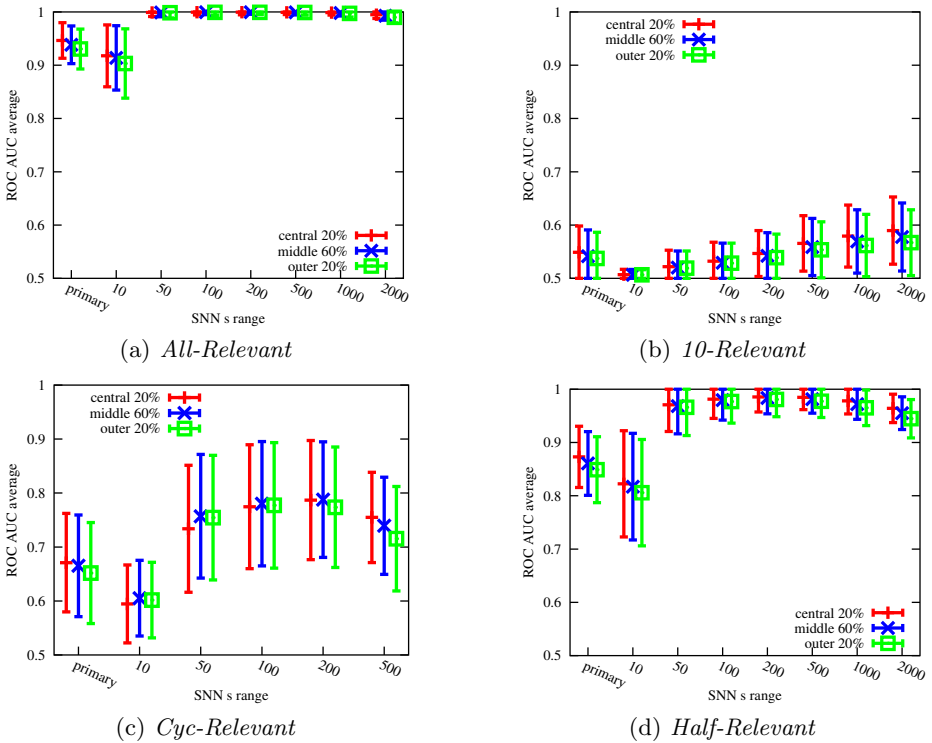 1
0.9
0.8
0.7
0.6
0.5
ROC AUC average
central 20%
middle 60%
outer 20%
primary 10 50 100 200 500 1000 2000
SNN s range
(a) All-Relevant
1
0.9
0.8
0.7
0.6
0.5
ROC AUC average
central 20%
middle 60%
outer 20%
primary 10 50 100 200 500 1000 2000
SNN s range
(b) 10-Relevant
1
0.9
0.8
0.7
0.6
0.5
ROC AUC average
central 20%
middle 60%
outer 20%
primary 10 50 100 200 500
SNN s range
(c) Cyc-Relevant
1
0.9
0.8
0.7
0.6
0.5
ROC AUC average
central 20%
middle 60%
outer 20%
primary 10 50 100 200 500 1000 2000
SNN s range
(d) Half-Relevant